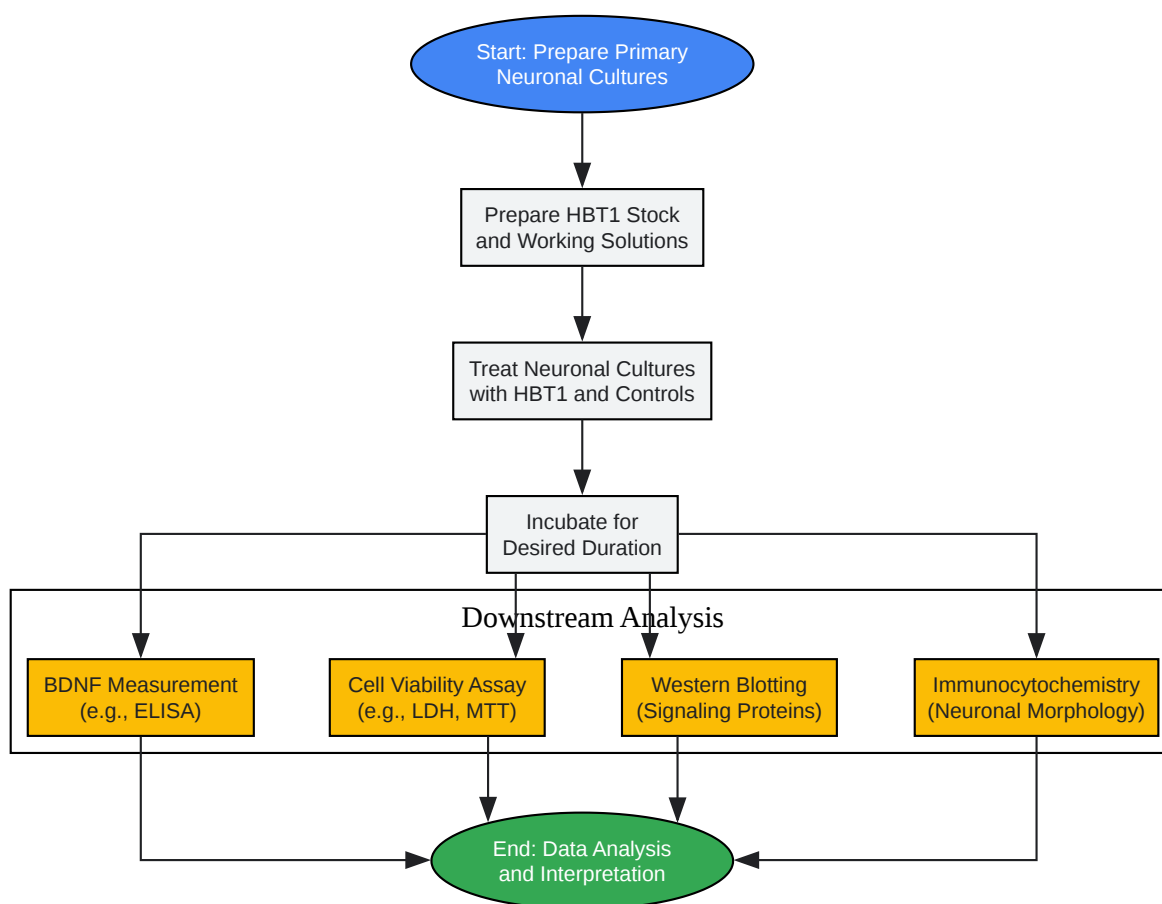 Start: Prepare Primary
Neuronal Cultures
Prepare HBT1 Stock
and Working Solutions
Treat Neuronal Cultures
with HBT1 and Controls
Incubate for
Desired Duration
Downstream Analysis
BDNF Measurement
(e.g., ELISA)
Cell Viability Assay
(e.g., LDH, MTT)
Western Blotting
(Signaling Proteins)
Immunocytochemistry
(Neuronal Morphology)
End: Data Analysis
and Interpretation